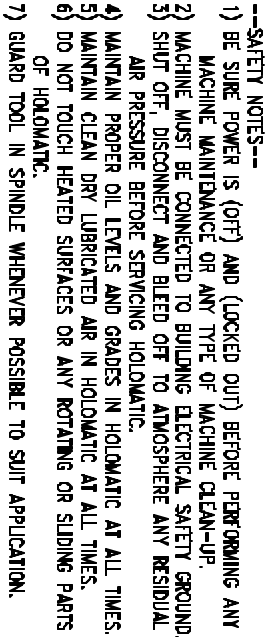 --SAFETY NOTES--
1) BE SURE POWER IS (OFF) AND (LOCKED OUT) BEFORE PERFORMING ANY
MACHINE MAINTENANCE OR ANY TYPE OF MACHINE CLEAN-UP.
2) MACHINE MUST BE CONNECTED TO BUILDING ELECTRICAL SAFETY GROUND.
3) SHUT OFF, DISCONNECT AND BLEED OFF TO ATMOSPHERE ANY RESIDUAL
AIR PRESSURE BEFORE SERVICING HOLOMATIC.
4) MAINTAIN PROPER OIL LEVELS AND GRADES IN HOLOMATIC AT ALL TIMES.
5) MAINTAIN CLEAN DRY LUBRICATED AIR IN HOLOMATIC AT ALL TIMES.
6) DO NOT TOUCH HEATED SURFACES OR ANY ROTATING OR SLIDING PARTS
OF HOLOMATIC.
7) GUARD TOOL IN SPINDLE WHENEVER POSSIBLE TO SUIT APPLICATION.